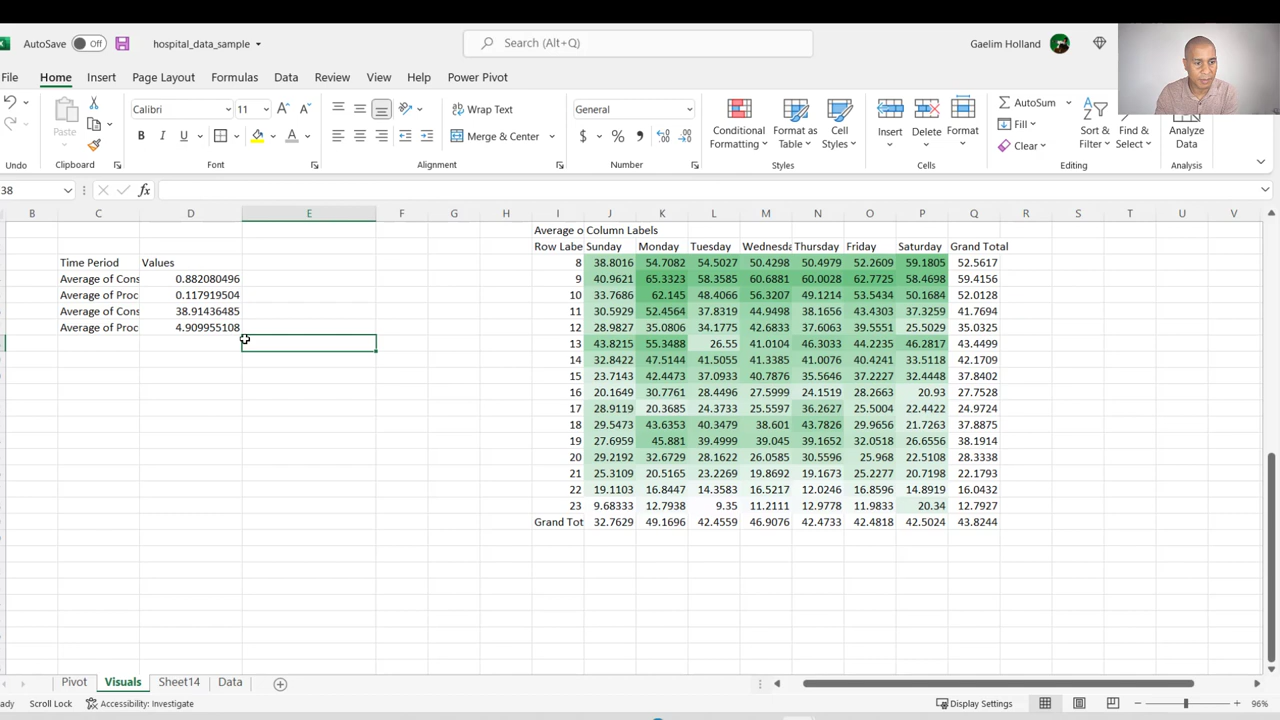 AutoSave Off hospital_data_sample Search (Alt+Q) Gaelim Holland
File Home Insert Page Layout Formulas Data Review View Help Power Pivot
Calibri 11 Wrap Text General AutoSum
Paste B I U Merge & Center $ % Conditional Formatting Format as Table Cell Styles Insert Delete Format Fill Clear Sort & Filter Find & Select Analyze Data
Undo Clipboard Font Alignment Number Styles Cells Editing Analysis
38 fx
B C D E F G H I J K L M N O P Q R S T U V
Average o Column Labels
Row Labe Sunday Monday Tuesday Wednesda Thursday Friday Saturday Grand Total
Time Period Values 8 38.8016 54.7082 54.5027 50.4298 50.4979 52.2609 59.1805 52.5617
Average of Cons 0.882080496 9 40.9621 65.3323 58.3585 60.6881 60.0028 62.7725 58.4698 59.4156
Average of Proc 0.117919504 10 33.7686 62.145 48.4066 56.3207 49.1214 53.5434 50.1684 52.0128
Average of Cons 38.91436485 11 30.5929 52.4564 37.8319 44.9498 38.1656 43.4303 37.3259 41.7694
Average of Proc 4.909955108 12 28.9827 35.0806 34.1775 42.6833 37.6063 39.5551 25.5029 35.0325
13 43.8215 55.3488 26.55 41.0104 46.3033 44.2235 46.2817 43.4499
14 32.8422 47.5144 41.5055 41.3385 41.0076 40.4241 33.5118 42.1709
15 23.7143 42.4473 37.0933 40.7876 35.5646 37.2227 32.4448 37.8402
16 20.1649 30.7761 28.4496 27.5999 24.1519 28.2663 20.93 27.7528
17 28.9119 20.3685 24.3733 25.5597 36.2627 25.5004 22.4422 24.9724
18 29.5473 43.6353 40.3479 38.601 43.7826 29.9656 21.7263 37.8875
19 27.6959 45.881 39.4999 39.045 39.1652 32.0518 26.6556 38.1914
20 29.2192 32.6729 28.1622 26.0585 30.5596 25.968 22.5108 28.3338
21 25.3109 20.5165 23.2269 19.8692 19.1673 25.2277 20.7198 22.1793
22 19.1103 16.8447 14.3583 16.5217 12.0246 16.8596 14.8919 16.0432
23 9.68333 12.7938 9.35 11.2111 12.9778 11.9833 20.34 12.7927
Grand Tot 32.7629 49.1696 42.4559 46.9076 42.4733 42.4818 42.5024 43.8244
Pivot Visuals Sheet14 Data
ady Scroll Lock Accessibility: Investigate Display Settings 96%